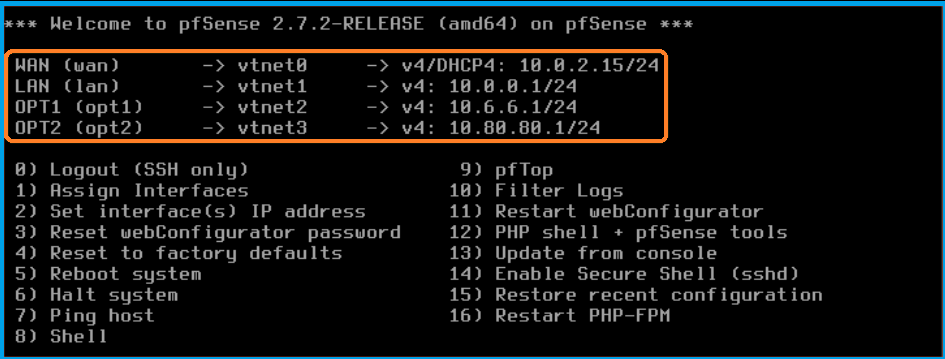 *** Welcome to pfSense 2.7.2-RELEASE (amd64) on pfSense ***
WAN (wan) -> vtnet0 -> v4/DHCP4: 10.0.2.15/24
LAN (lan) -> vtnet1 -> v4: 10.0.0.1/24
OPT1 (opt1) -> vtnet2 -> v4: 10.6.6.1/24
OPT2 (opt2) -> vtnet3 -> v4: 10.80.80.1/24
0) Logout (SSH only) 9) pfTop
1) Assign Interfaces 10) Filter Logs
2) Set interface(s) IP address 11) Restart webConfigurator
3) Reset webConfigurator password 12) PHP shell + pfSense tools
4) Reset to factory defaults 13) Update from console
5) Reboot system 14) Enable Secure Shell (sshd)
6) Halt system 15) Restore recent configuration
7) Ping host 16) Restart PHP-FPM
8) Shell